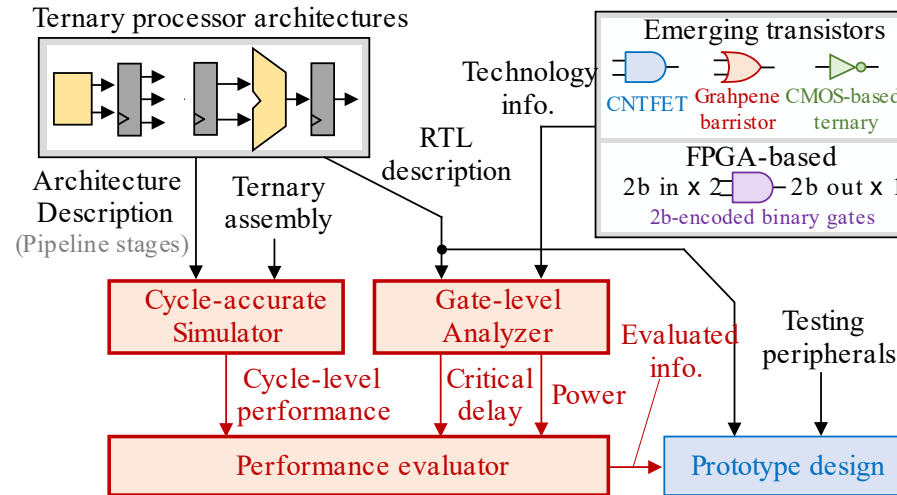 Ternary processor architectures
Emerging transistors
CNTFET
Grahpene
barristor
CMOS-based
ternary
FPGA-based
2b in x 2
2b out x 1
2b-encoded binary gates
Technology
info.
RTL
description
Architecture
Description
(Pipeline stages)
Ternary
assembly
Cycle-accurate
Simulator
Gate-level
Analyzer
Testing
peripherals
Evaluated
info.
Cycle-level
performance
Critical
delay
Power
Performance evaluator
Prototype design